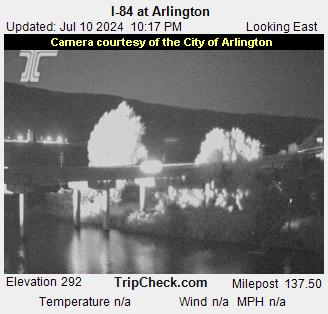 I-84 at Arlington
Updated: Jul 10 2024 10:17 PM Looking East
Camera courtesy of the City of Arlington
Elevation 292 TripCheck.com Milepost 137.50
Temperature n/a Wind n/a MPH n/a